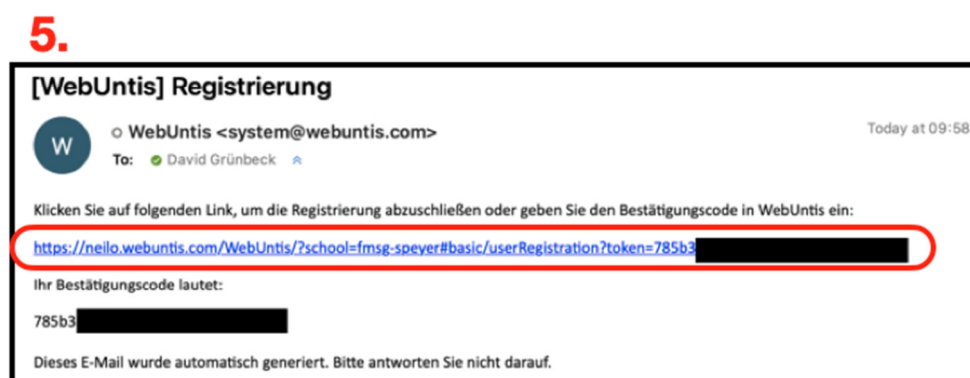 5.
[WebUntis] Registrierung
W
WebUntis <system@webuntis.com>
Today at 09:58
To: David Grünbeck
Klicken Sie auf folgenden Link, um die Registrierung abzuschließen oder geben Sie den Bestätigungscode in WebUntis ein:
https://neilo.webuntis.com/WebUntis/?school=fmsg-speyer#basic/userRegistration?token=785b3
Ihr Bestätigungscode lautet:
785b3
Dieses E-Mail wurde automatisch generiert. Bitte antworten Sie nicht darauf.